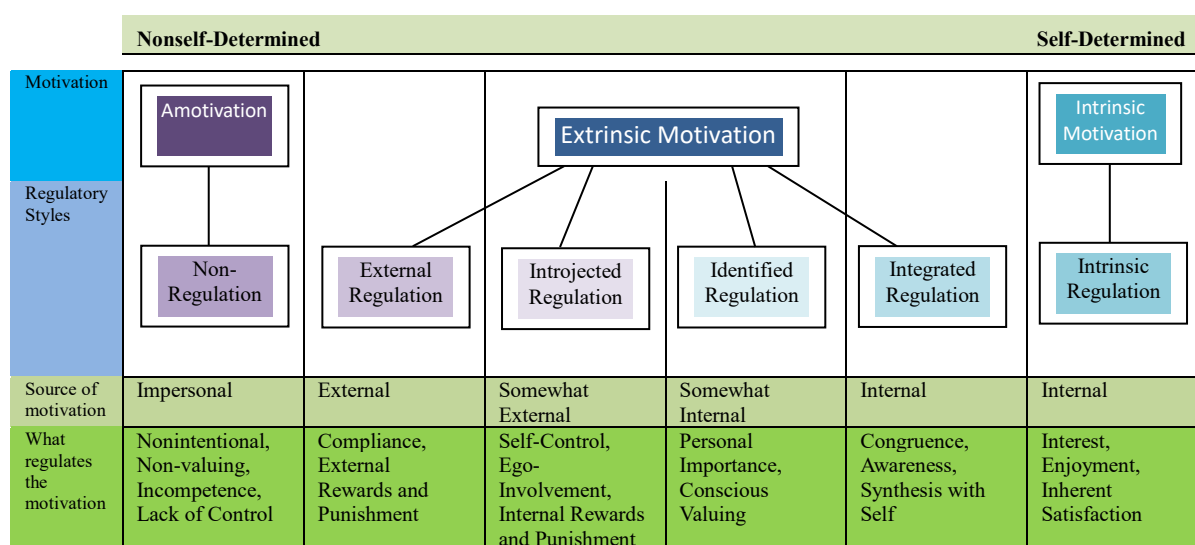 Nonself-Determined Self-Determined
Motivation
Amotivation
Extrinsic Motivation
Intrinsic
Motivation
Regulatory
Styles
Non-
Regulation
External
Regulation
Introjected
Regulation
Identified
Regulation
Integrated
Regulation
Intrinsic
Regulation
Source of
motivation
Impersonal
External
Somewhat
External
Somewhat
Internal
Internal
Internal
What
regulates
the
motivation
Nonintentional,
Non-valuing,
Incompetence,
Lack of Control
Compliance,
External
Rewards and
Punishment
Self-Control,
Ego-
Involvement,
Internal Rewards
and Punishment
Personal
Importance,
Conscious
Valuing
Congruence,
Awareness,
Synthesis with
Self
Interest,
Enjoyment,
Inherent
Satisfaction